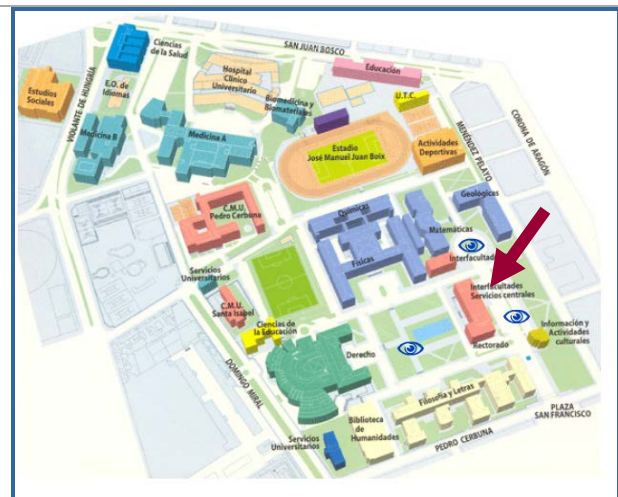 SAN JUAN BOSCO
Ciencias
de la Salud
Educación
Hospital
Clínico
Universitario
Estudios
Sociales
VIOLANTE DE HUNGRÍA
E.O. de
Idiomas
Biomedicina y
Biomateriales
U.T.C.
CORONA DE ARAGÓN
Medicina B
Medicina A
MENÉNDEZ PELAYO
Estadio
José Manuel Juan Boix
Actividades
Deportivas
Geológicas
C.M.U.
Pedro Cerbuna
Químicas
Matemáticas
Físicas
Interfacultades
Servicios
Universitarios
Interfacultades
Servicios centrales
C.M.U.
Santa Isabel
Ciencias de
la Educación
Información y
Actividades
culturales
Rectorado
Derecho
DOMINGO MIRAL
Filosofía y Letras
PLAZA
SAN FRANCISCO
Biblioteca
de
Humanidades
Servicios
Universitarios
PEDRO CERBUNA